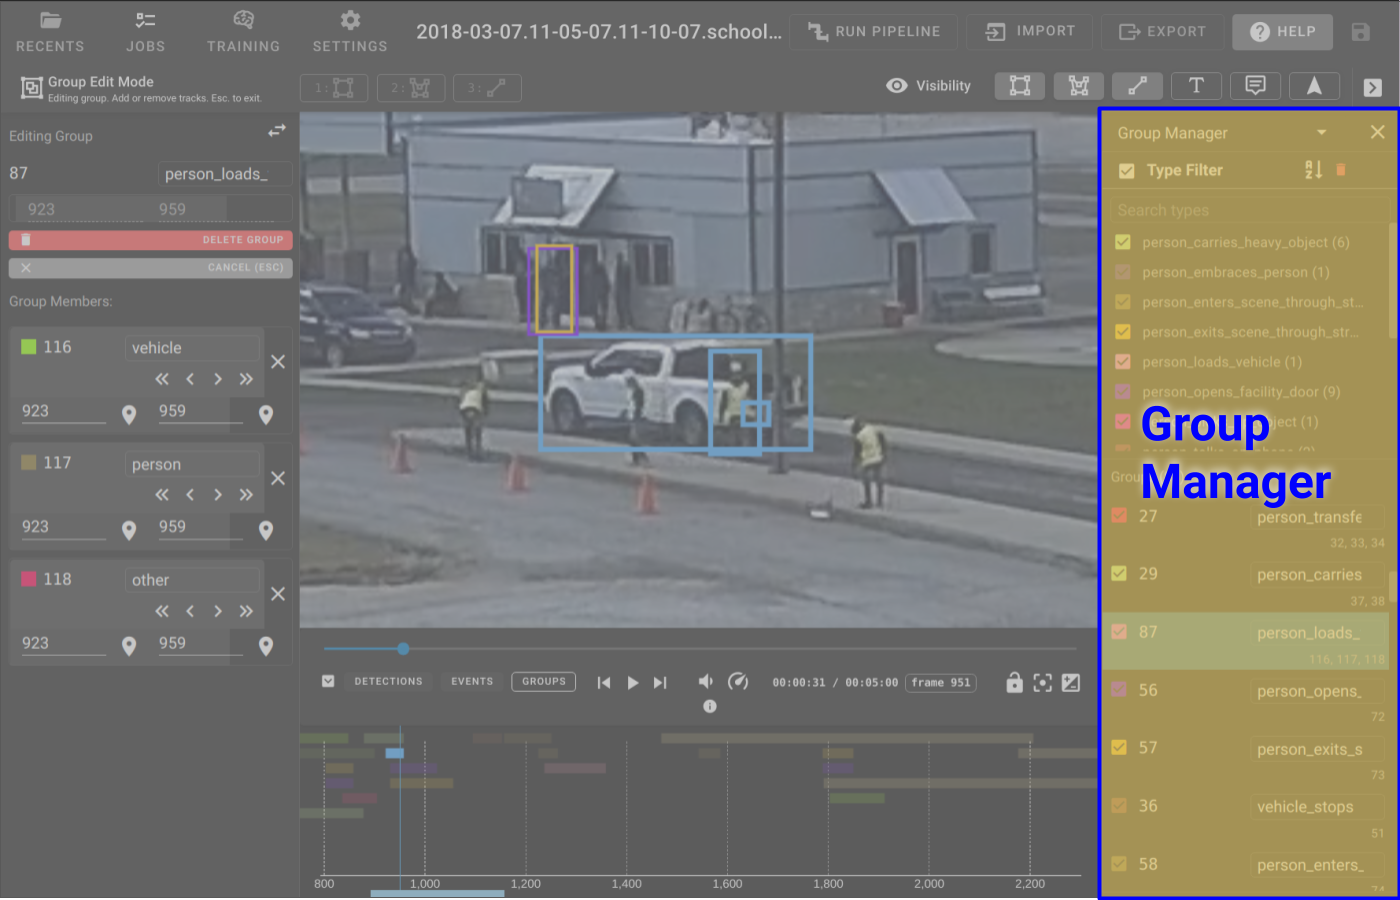 RECENTS
JOBS
TRAINING
SETTINGS
2018-03-07.11-05-07.11-10-07.school...
RUN PIPELINE
IMPORT
EXPORT
HELP
Group Edit Mode
Editing group. Add or remove tracks. Esc. to exit.
1:
2:
3:
Visibility
T
Editing Group
87
person_loads_
923
959
DELETE GROUP
CANCEL (ESC)
Group Members:
116
vehicle
923
959
117
person
923
959
118
other
923
959
DETECTIONS
EVENTS
GROUPS
00:00:31 / 00:05:00
frame 951
800
1,000
1,200
1,400
1,600
1,800
2,000
2,200
Group Manager
Type Filter
Search types
person_carries_heavy_object (6)
person_embraces_person (1)
person_enters_scene_through_st...
person_exits_scene_through_str...
person_loads_vehicle (1)
person_opens_facility_door (9)
Group
Manager
27
person_transfe
32, 33, 34
29
person_carries
37, 38
87
person_loads_
116, 117, 118
56
person_opens_
72
57
person_exits_s
73
36
vehicle_stops
51
58
person_enters_
74